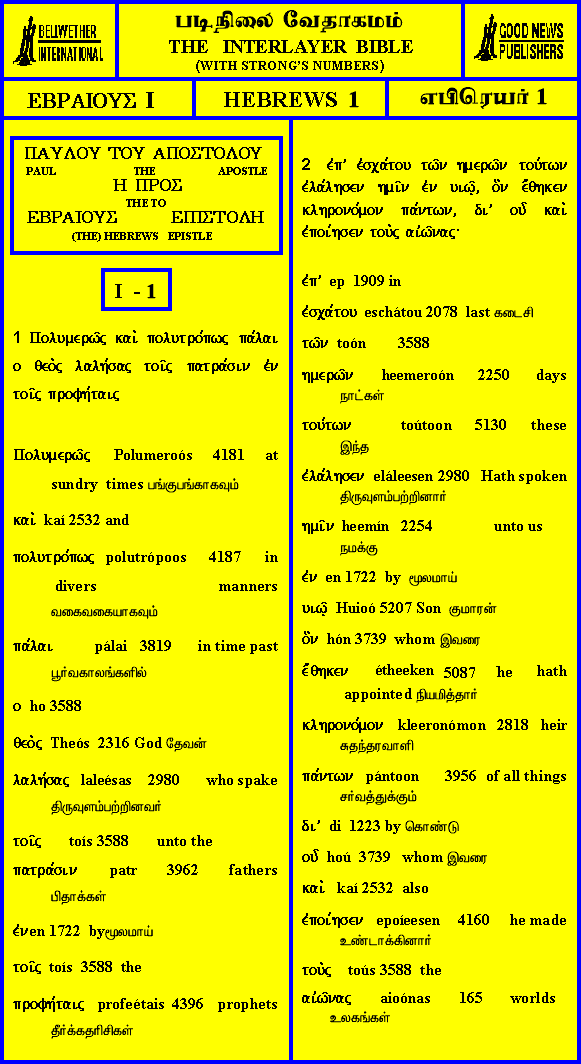 BELLWETHER
INTERNATIONAL
படிநிலை வேதாகமம்
THE INTERLAYER BIBLE
(WITH STRONG'S NUMBERS)
GOOD NEWS
PUBLISHERS
ΕΒΡΑΙΟΥΣ Ι
HEBREWS 1
எபிரெயர் 1
ΠΑΥΛΟΥ ΤΟΥ ΑΠΟΣΤΟΛΟΥ
PAUL THE APOSTLE
Η ΠΡΟΣ
THE TO
ΕΒΡΑΙΟΥΣ ΕΠΙΣΤΟΛΗ
(THE) HEBREWS EPISTLE
I - 1
1 Πολυμερῶς καὶ πολυτρόπως πάλαι
ο θεὸς λαλήσας τοῖς πατράσιν ἐν
τοῖς προφήταις
Πολυμερῶς Polumeroós 4181 at
sundry times பங்குபங்காகவும்
καὶ kaí 2532 and
πολυτρόπως polutrópoos 4187 in
divers manners
வகைவகையாகவும்
πάλαι pálai 3819 in time past
பூர்வகாலங்களில்
ο ho 3588
θεὸς Theós 2316 God தேவன்
λαλήσας laleésas 2980 who spake
திருவுளம்பற்றினவர்
τοῖς toís 3588 unto the
πατράσιν patr 3962 fathers
பிதாக்கள்
ἐν en 1722 by மூலமாய்
τοῖς toís 3588 the
προφήταις profeétais 4396 prophets
தீர்க்கதரிசிகள்
2 ἐπ' ἐσχάτου τῶν ημερῶν τούτων
ἐλάλησεν ημῖν ἐν υιῳ, ὃν ἔθηκεν
κληρονόμον πάντων, δι' οῦ καὶ
ἐποίησεν τοὺς αἰῶνας·
ἐπ' ep 1909 in
ἐσχάτου eschátou 2078 last கடைசி
τῶν toón 3588
ημερῶν heemeroón 2250 days
நாட்கள்
τούτων toútoon 5130 these
இந்த
ἐλάλησεν eláleesen 2980 Hath spoken
திருவுளம்பற்றினார்
ημῖν heemín 2254 unto us
நமக்கு
ἐν en 1722 by மூலமாய்
υιῳ Huioó 5207 Son குமாரன்
ὃν hón 3739 whom இவரை
ἔθηκεν étheeken 5087 he hath
appointed நியமித்தார்
κληρονόμον kleeronómon 2818 heir
சுதந்தரவாளி
πάντων pántoon 3956 of all things
சர்வத்துக்கும்
δι' di 1223 by கொண்டு
οῦ hoú 3739 whom இவரை
καὶ kaí 2532 also
ἐποίησεν epoíeesen 4160 he made
உண்டாக்கினார்
τοὺς toús 3588 the
αἰῶνας aioónas 165 worlds
உலகங்கள்